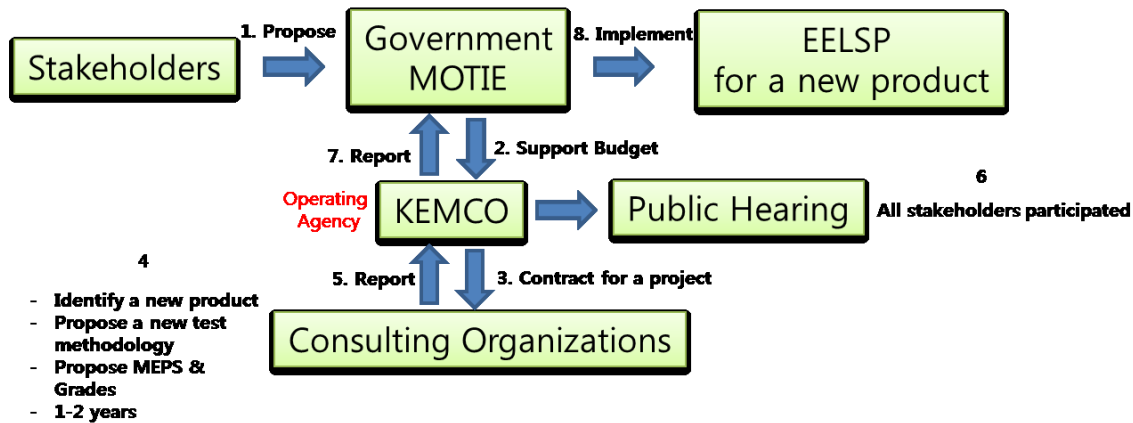 1. Propose
8. Implement
Stakeholders
Government
MOTIE
EELSP
for a new product
7. Report
2. Support Budget
Operating
Agency
KEMCO
Public Hearing
6
All stakeholders participated
4
5. Report
3. Contract for a project
- Identify a new product
- Propose a new test
methodology
- Propose MEPS &
Grades
- 1-2 years
Consulting Organizations